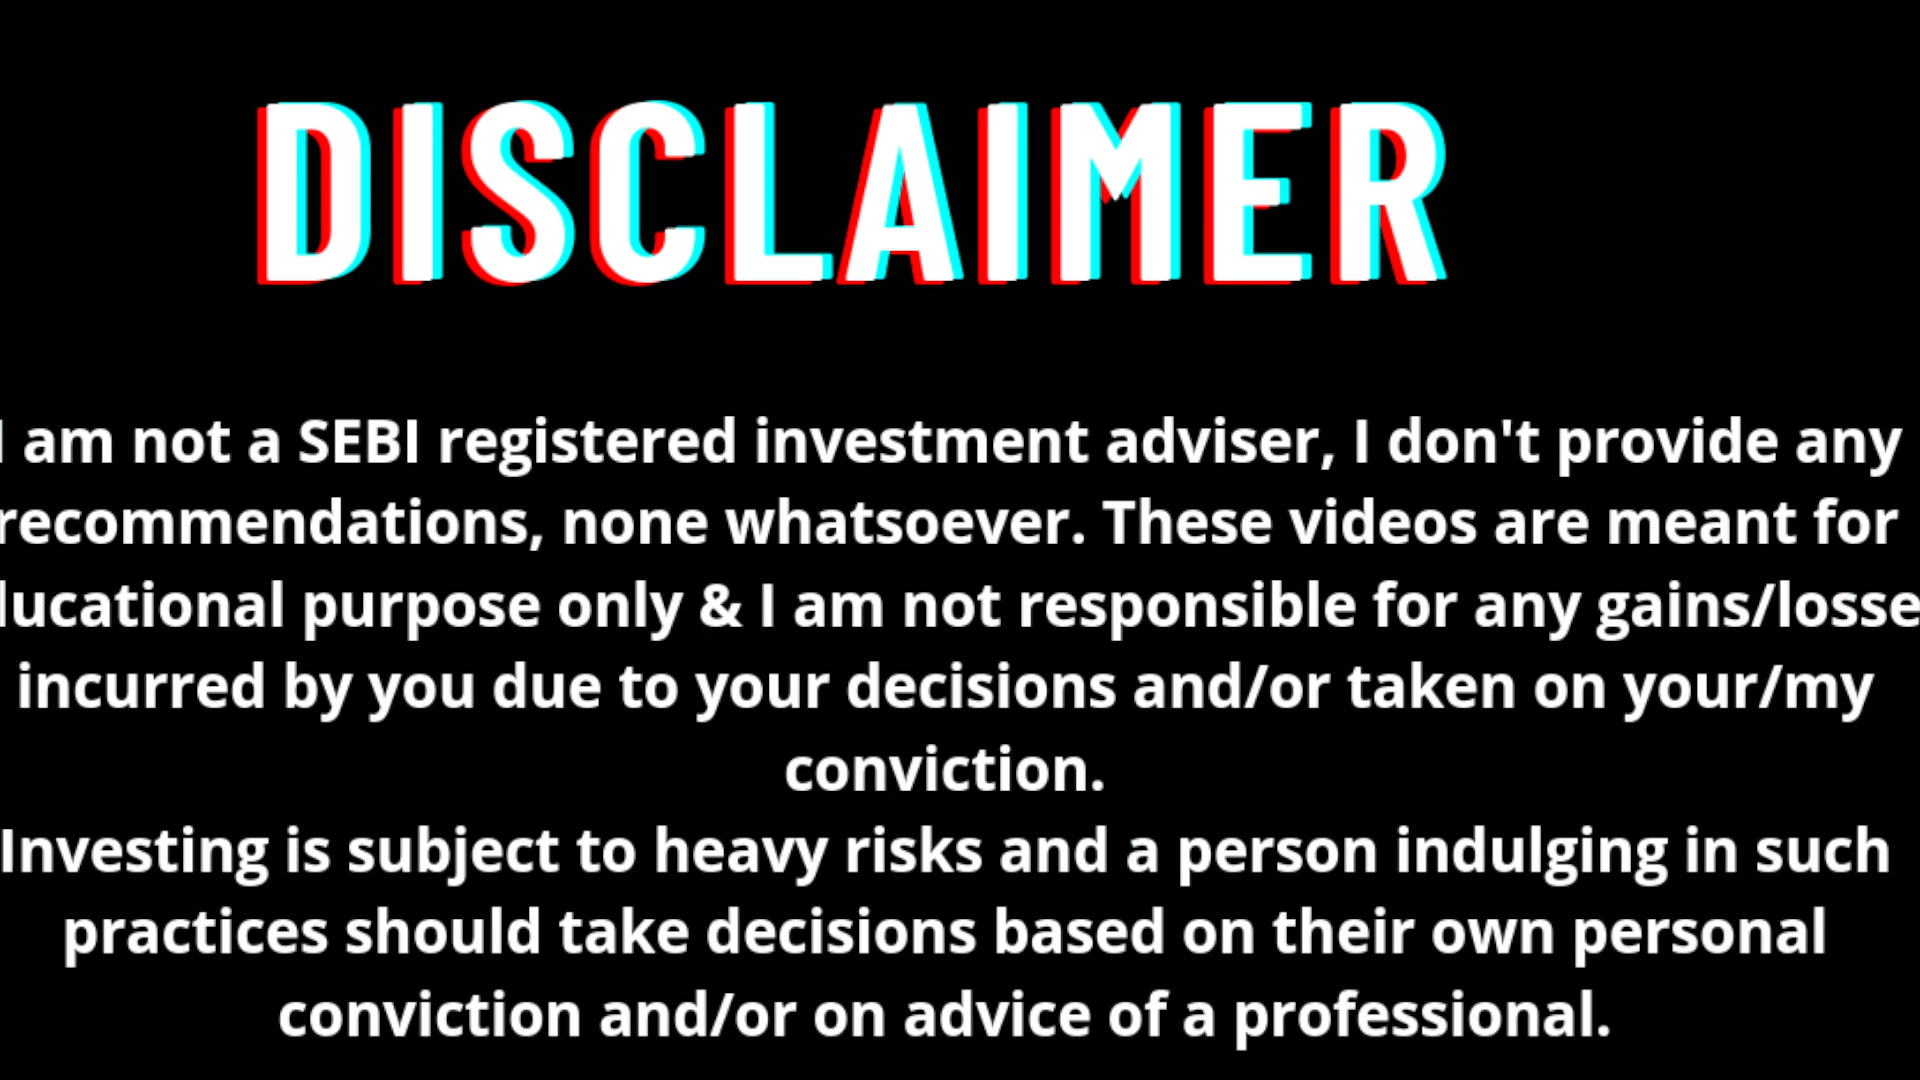 DISCLAIMER
I am not a SEBI registered investment adviser, I don't provide any
recommendations, none whatsoever. These videos are meant for
ducational purpose only & I am not responsible for any gains/losse
incurred by you due to your decisions and/or taken on your/my
conviction.
Investing is subject to heavy risks and a person indulging in such
practices should take decisions based on their own personal
conviction and/or on advice of a professional.